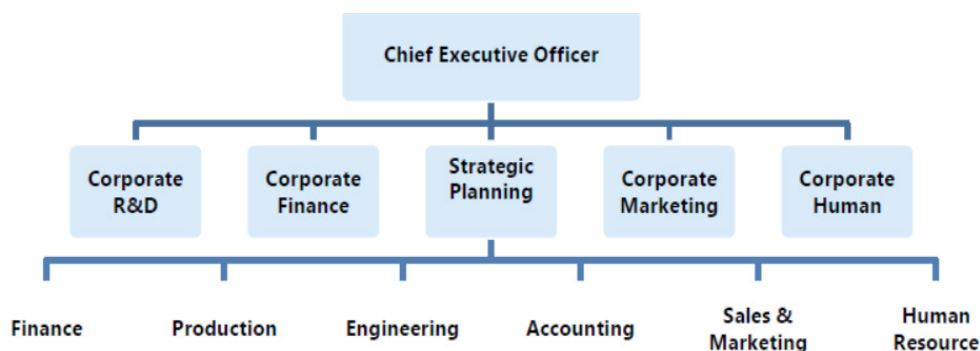 Chief Executive Officer
Corporate
R&D
Corporate
Finance
Strategic
Planning
Corporate
Marketing
Corporate
Human
Finance
Production
Engineering
Accounting
Sales &
Marketing
Human
Resource